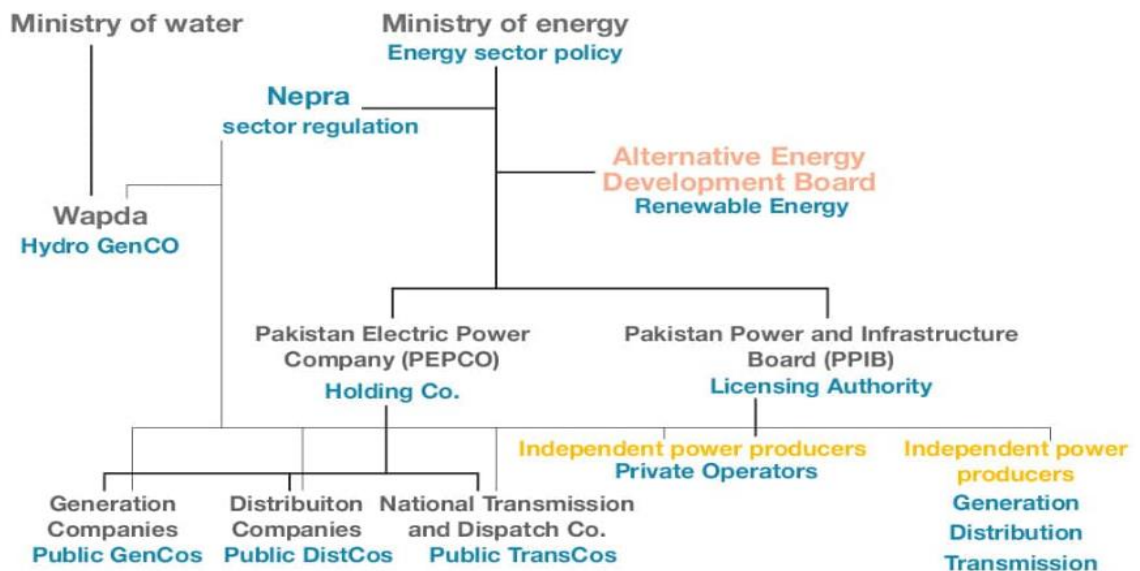 Ministry of water
Ministry of energy
Energy sector policy
Nepra
sector regulation
Alternative Energy
Development Board
Renewable Energy
Wapda
Hydro GenCO
Pakistan Electric Power
Company (PEPCO)
Holding Co.
Pakistan Power and Infrastructure
Board (PPIB)
Licensing Authority
Independent power producers
Private Operators
Independent power
producers
Generation
Distribution
Transmission
Generation
Companies
Public GenCos
Distribuiton
Companies
Public DistCos
National Transmission
and Dispatch Co.
Public TransCos